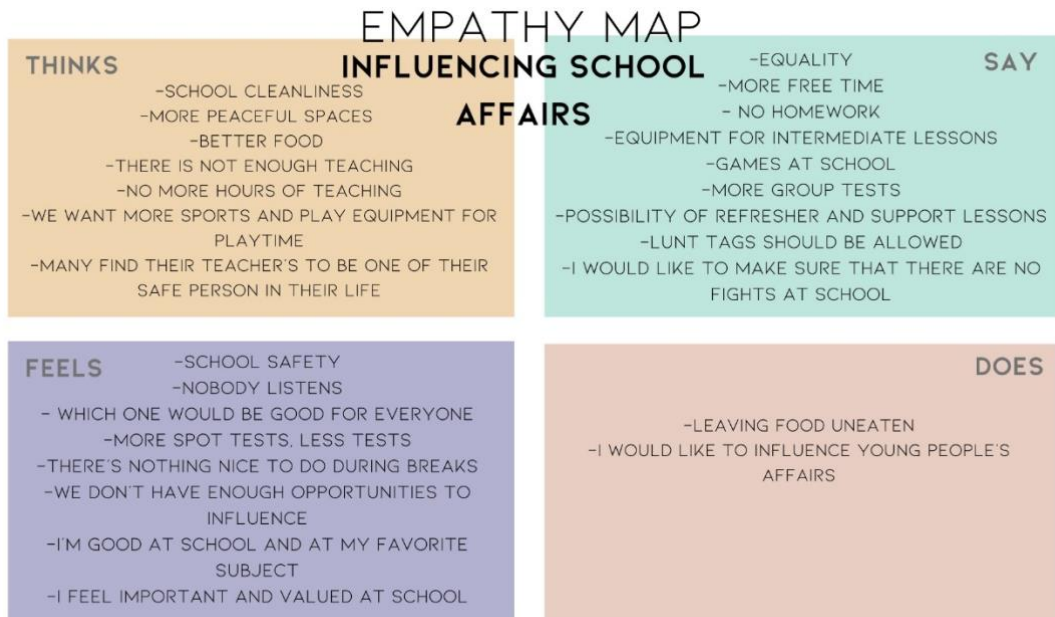 EMPATHY MAP
INFLUENCING SCHOOL
AFFAIRS
THINKS
-SCHOOL CLEANLINESS
-MORE PEACEFUL SPACES
-BETTER FOOD
-THERE IS NOT ENOUGH TEACHING
-NO MORE HOURS OF TEACHING
-WE WANT MORE SPORTS AND PLAY EQUIPMENT FOR
PLAYTIME
-MANY FIND THEIR TEACHER'S TO BE ONE OF THEIR
SAFE PERSON IN THEIR LIFE
SAY
-EQUALITY
-MORE FREE TIME
- NO HOMEWORK
-EQUIPMENT FOR INTERMEDIATE LESSONS
-GAMES AT SCHOOL
-MORE GROUP TESTS
-POSSIBILITY OF REFRESHER AND SUPPORT LESSONS
-LUNT TAGS SHOULD BE ALLOWED
-I WOULD LIKE TO MAKE SURE THAT THERE ARE NO
FIGHTS AT SCHOOL
FEELS
-SCHOOL SAFETY
-NOBODY LISTENS
- WHICH ONE WOULD BE GOOD FOR EVERYONE
-MORE SPOT TESTS, LESS TESTS
-THERE'S NOTHING NICE TO DO DURING BREAKS
-WE DON'T HAVE ENOUGH OPPORTUNITIES TO
INFLUENCE
-I'M GOOD AT SCHOOL AND AT MY FAVORITE
SUBJECT
-I FEEL IMPORTANT AND VALUED AT SCHOOL
DOES
-LEAVING FOOD UNEATEN
-I WOULD LIKE TO INFLUENCE YOUNG PEOPLE'S
AFFAIRS